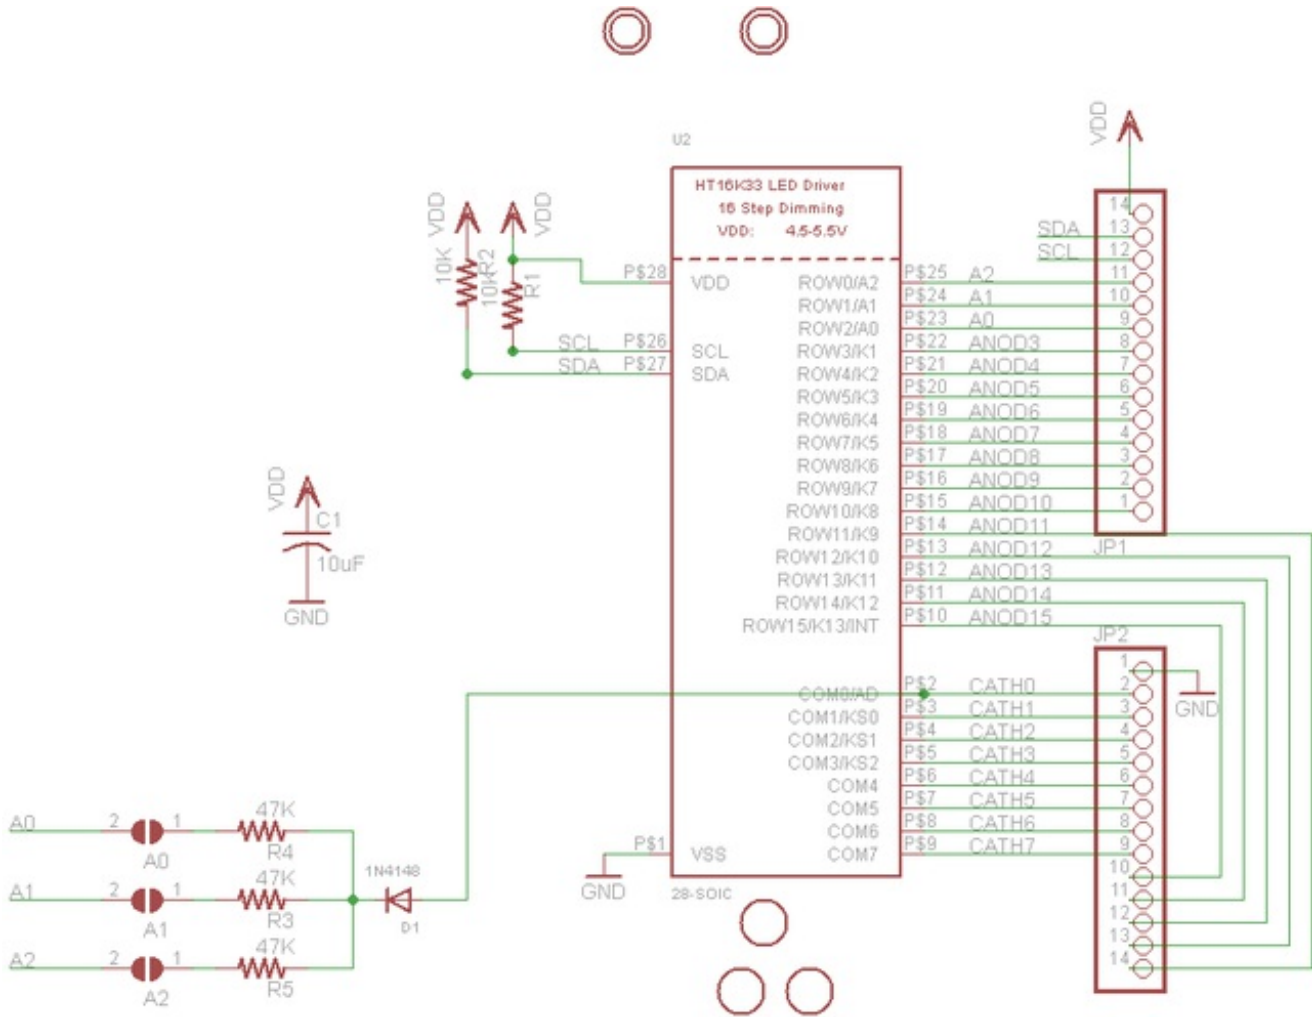 U2
HT16K33 LED Driver
16 Step Dimming
VDD: 4.5-5.5V
VDD
VDD
VDD
10K
R2
10K
R1
SCL
SDA
P$28
P$26
P$27
VDD
SCL
SDA
ROW0/A2
ROW1/A1
ROW2/A0
ROW3/K1
ROW4/K2
ROW5/K3
ROW6/K4
ROW7/K5
ROW8/K6
ROW9/K7
ROW10/K8
ROW11/K9
ROW12/K10
ROW13/K11
ROW14/K12
ROW15/K13/INT
COM0/AD
COM1/KS0
COM2/KS1
COM3/KS2
COM4
COM5
COM6
COM7
P$25 A2
P$24 A1
P$23 A0
P$22 ANOD3
P$21 ANOD4
P$20 ANOD5
P$19 ANOD6
P$18 ANOD7
P$17 ANOD8
P$16 ANOD9
P$15 ANOD10
P$14 ANOD11
P$13 ANOD12
P$12 ANOD13
P$11 ANOD14
P$10 ANOD15
P$2 CATH0
P$3 CATH1
P$4 CATH2
P$5 CATH3
P$6 CATH4
P$7 CATH5
P$8 CATH6
P$9 CATH7
SDA
SCL
14
13
12
11
10
9
8
7
6
5
4
3
2
1
JP1
JP2
1
2
3
4
5
6
7
8
9
10
11
12
13
14
GND
VDD
C1
10uF
GND
P$1
VSS
GND
28-SOIC
A0 2 1 47K
A0 R4
A1 2 1 47K
A1 R3
A2 2 1 47K
A2 R5
1N4148
D1